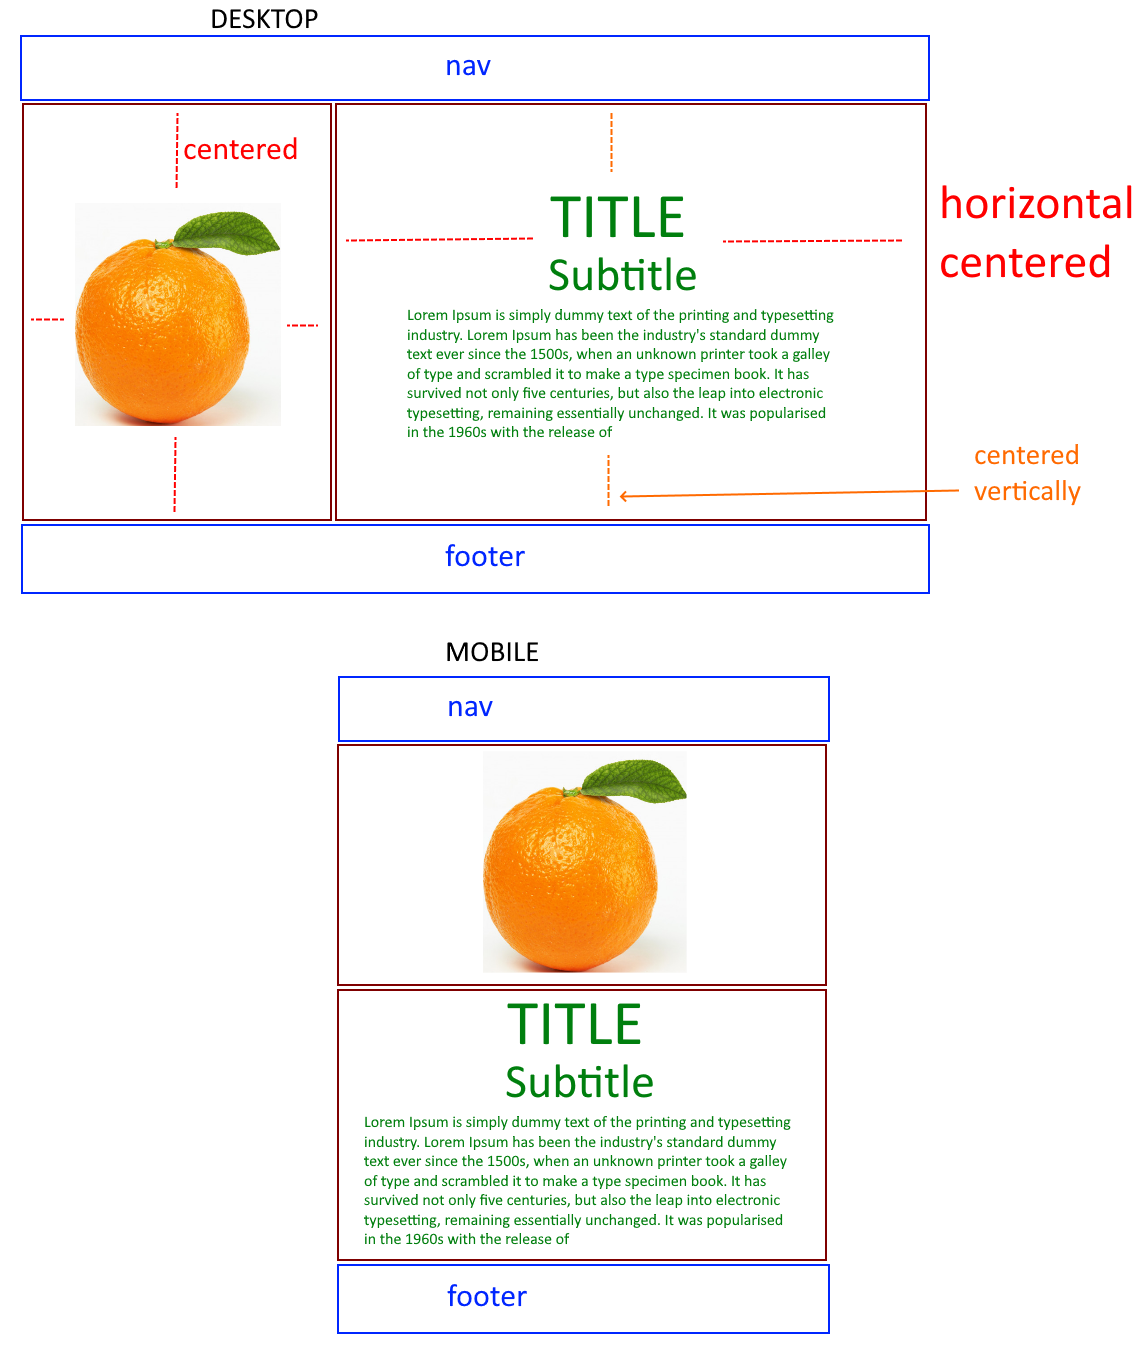 DESKTOP
nav
centered
TITLE
Subtitle
Lorem Ipsum is simply dummy text of the printing and typesetting
industry. Lorem Ipsum has been the industry's standard dummy
text ever since the 1500s, when an unknown printer took a galley
of type and scrambled it to make a type specimen book. It has
survived not only five centuries, but also the leap into electronic
typesetting, remaining essentially unchanged. It was popularised
in the 1960s with the release of
horizontal
centered
centered
vertically
footer
MOBILE
nav
TITLE
Subtitle
Lorem Ipsum is simply dummy text of the printing and typesetting
industry. Lorem Ipsum has been the industry's standard dummy
text ever since the 1500s, when an unknown printer took a galley
of type and scrambled it to make a type specimen book. It has
survived not only five centuries, but also the leap into electronic
typesetting, remaining essentially unchanged. It was popularised
in the 1960s with the release of
footer